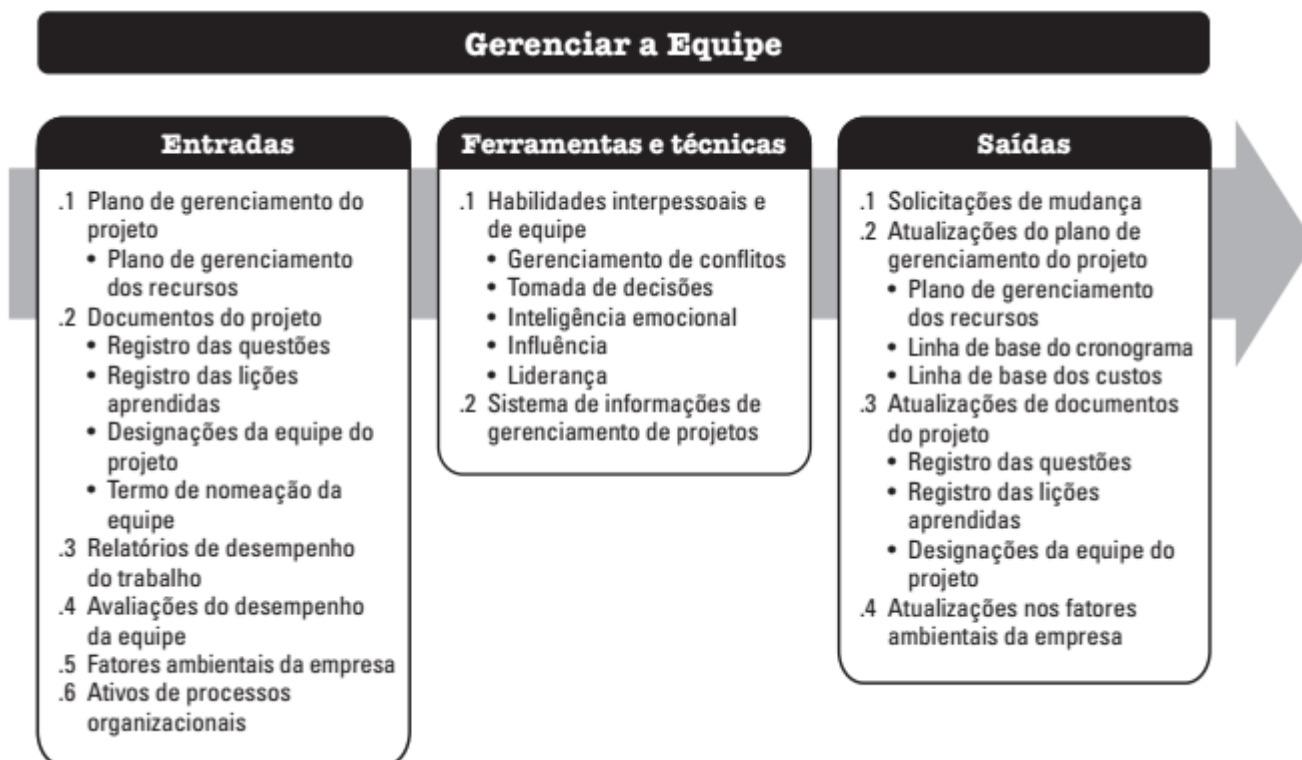 Gerenciar a Equipe
Entradas
.1 Plano de gerenciamento do
projeto
• Plano de gerenciamento
dos recursos
.2 Documentos do projeto
• Registro das questões
• Registro das lições
aprendidas
• Designações da equipe do
projeto
• Termo de nomeação da
equipe
.3 Relatórios de desempenho
do trabalho
.4 Avaliações do desempenho
da equipe
.5 Fatores ambientais da empresa
.6 Ativos de processos
organizacionais
Ferramentas e técnicas
.1 Habilidades interpessoais e
de equipe
• Gerenciamento de conflitos
• Tomada de decisões
• Inteligência emocional
• Influência
• Liderança
.2 Sistema de informações de
gerenciamento de projetos
Saídas
.1 Solicitações de mudança
.2 Atualizações do plano de
gerenciamento do projeto
• Plano de gerenciamento
dos recursos
• Linha de base do cronograma
• Linha de base dos custos
.3 Atualizações de documentos
do projeto
• Registro das questões
• Registro das lições
aprendidas
• Designações da equipe do
projeto
.4 Atualizações nos fatores
ambientais da empresa